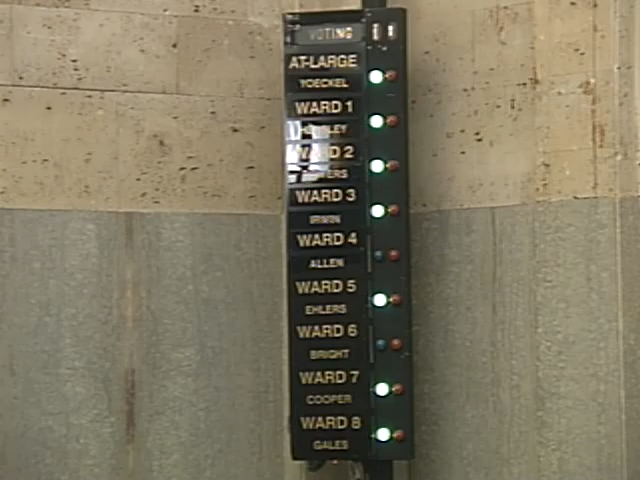 VOTING
AT-LARGE
YOECKEL
WARD 1
WARD 2
WARD 3
IRWIN
WARD 4
ALLEN
WARD 5
EHLERS
WARD 6
BRIGHT
WARD 7
COOPER
WARD 8
GALES